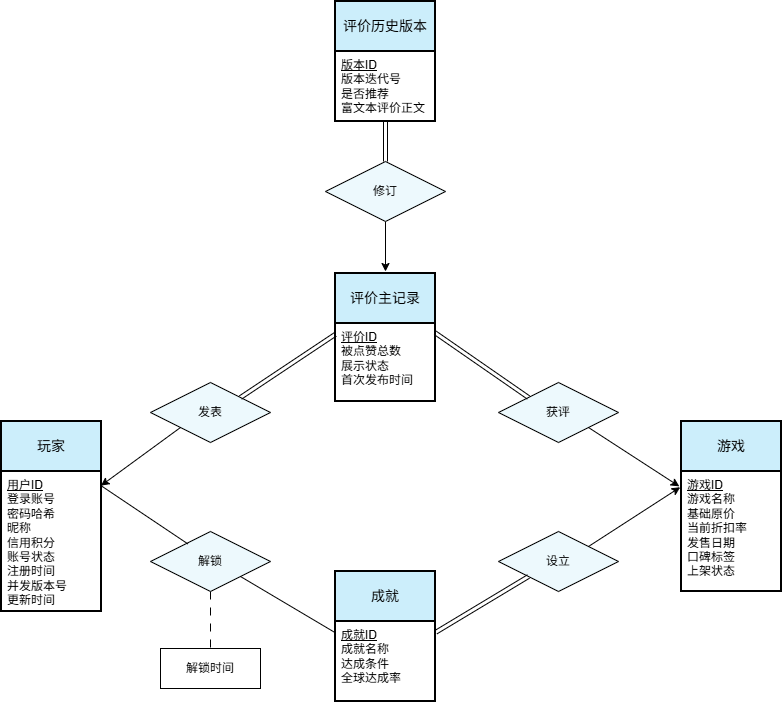 评价历史版本
版本ID
版本迭代号
是否推荐
富文本评价正文
修订
评价主记录
评价ID
被点赞总数
展示状态
首次发布时间
发表
获评
玩家
用户ID
登录账号
密码哈希
昵称
信用积分
账号状态
注册时间
并发版本号
更新时间
游戏
游戏ID
游戏名称
基础原价
当前折扣率
发售日期
口碑标签
上架状态
解锁
设立
解锁时间
成就
成就ID
成就名称
达成条件
全球达成率